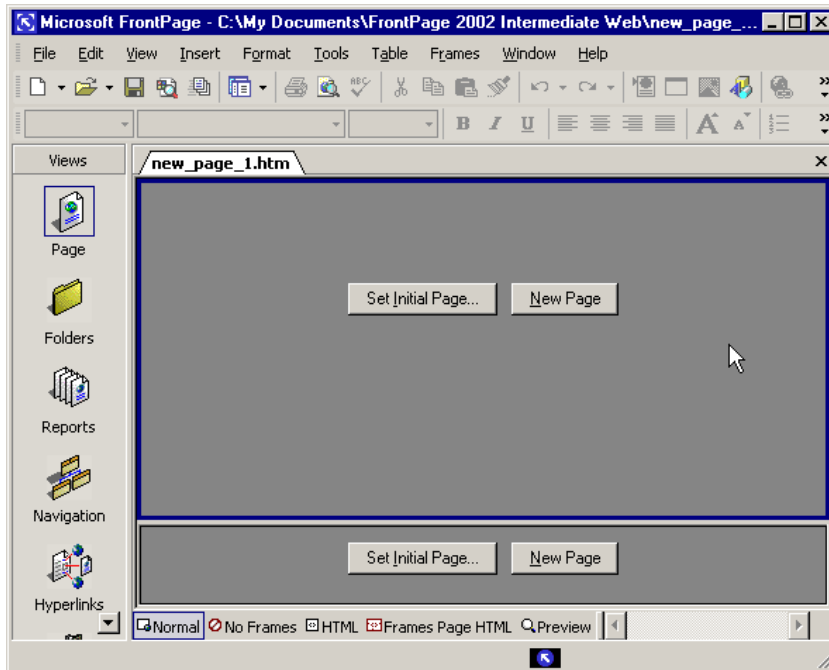 Microsoft FrontPage - C:\My Documents\FrontPage 2002 Intermediate Web\new_page_...
File Edit View Insert Format Tools Table Frames Window Help
ABC
B I U A A
Views
new_page_1.htm
Page
Set Initial Page... New Page
Folders
Reports
Navigation
Set Initial Page... New Page
Hyperlinks
Normal No Frames HTML Frames Page HTML Preview